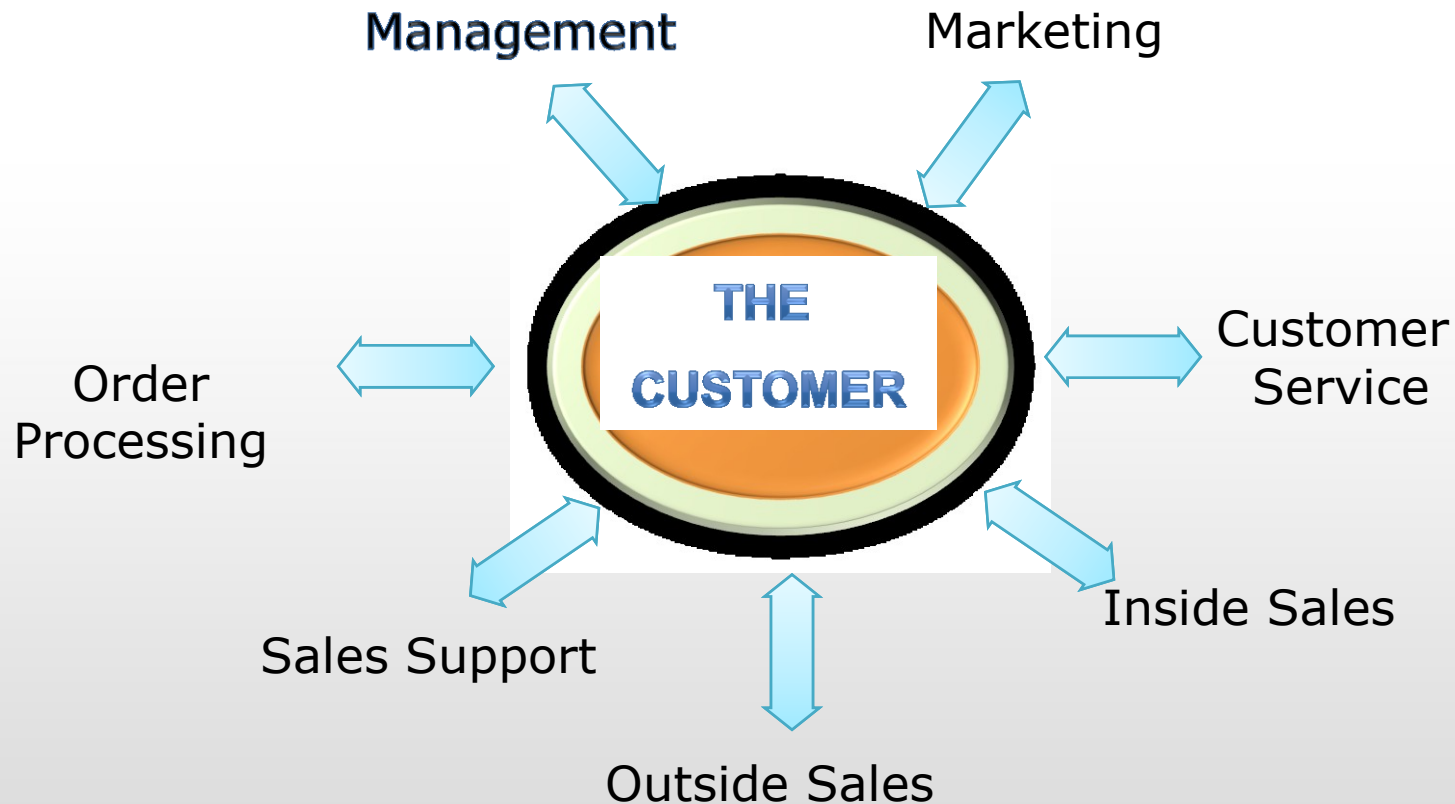 Management
Marketing
THE
CUSTOMER
Order
Processing
Customer
Service
Sales Support
Inside Sales
Outside Sales